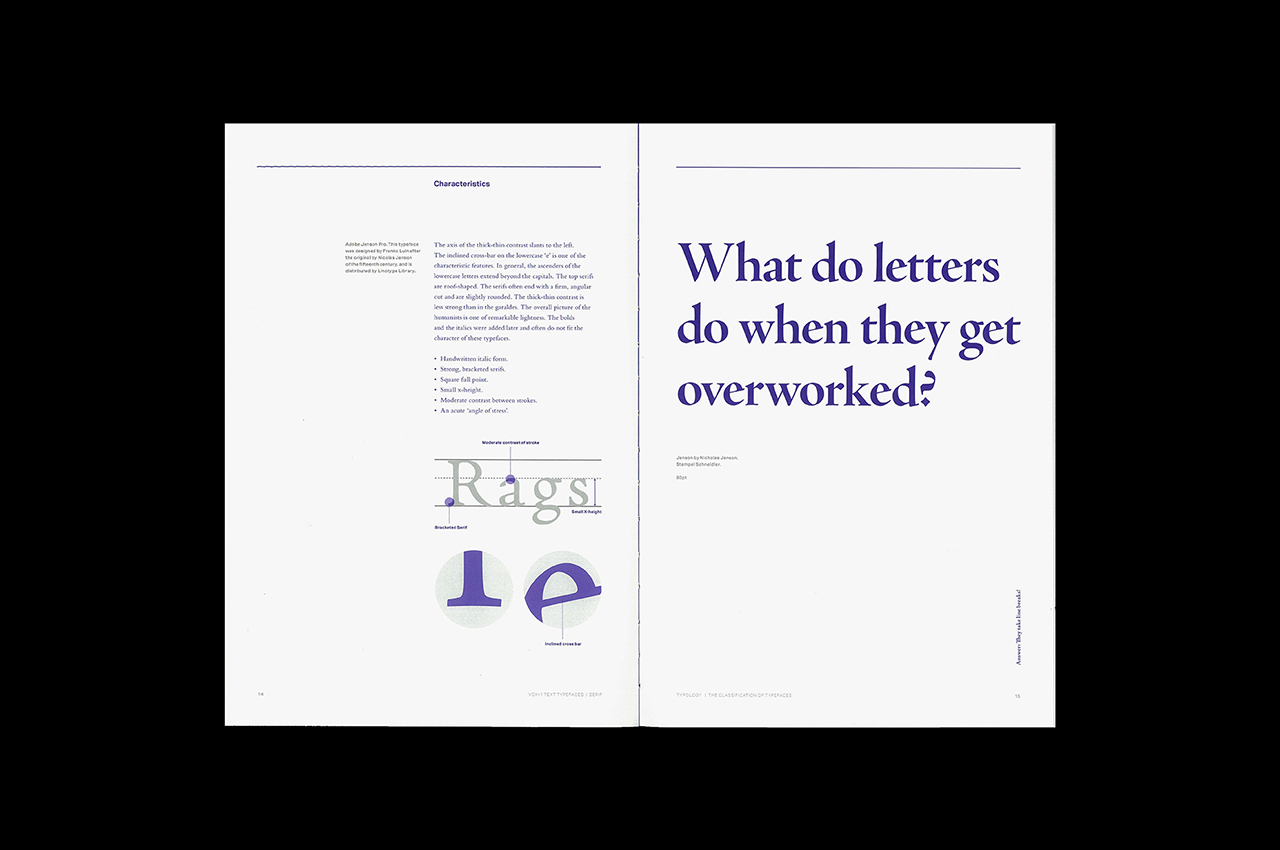 Characteristics
Adobe Jenson Pro. This typeface
was designed by Franko Luin after
the original by Nicolas Jenson
of the fifteenth century, and is
distributed by Linotype Library.
The axis of the thick-thin contrast slants to the left.
The inclined cross-bar on the lowercase ‘e’ is one of the
characteristic features. In general, the ascenders of the
lowercase letters extend beyond the capitals. The top serifs
are roof-shaped. The serifs often end with a firm, angular
cut and are slightly rounded. The thick-thin contrast is
less strong than in the garaldes. The overall picture of the
humanists is one of remarkable lightness. The bolds
and the italics were added later and often do not fit the
character of these typefaces.
• Handwritten italic form.
• Strong, bracketed serifs.
• Square full point.
• Small x-height.
• Moderate contrast between strokes.
• An acute ‘angle of stress’.
Moderate contrast of stroke
Rags
Small X-height
Bracketed Serif
e
Inclined cross bar
14
TEXT TYPEFACES | SERIF
What do letters
do when they get
overworked?
Jenson by Nicholas Jenson.
Stempel Schneidler.
60pt
Answer: They take line breaks!
TYPOLOGY | THE CLASSIFICATION OF TYPEFACES
15